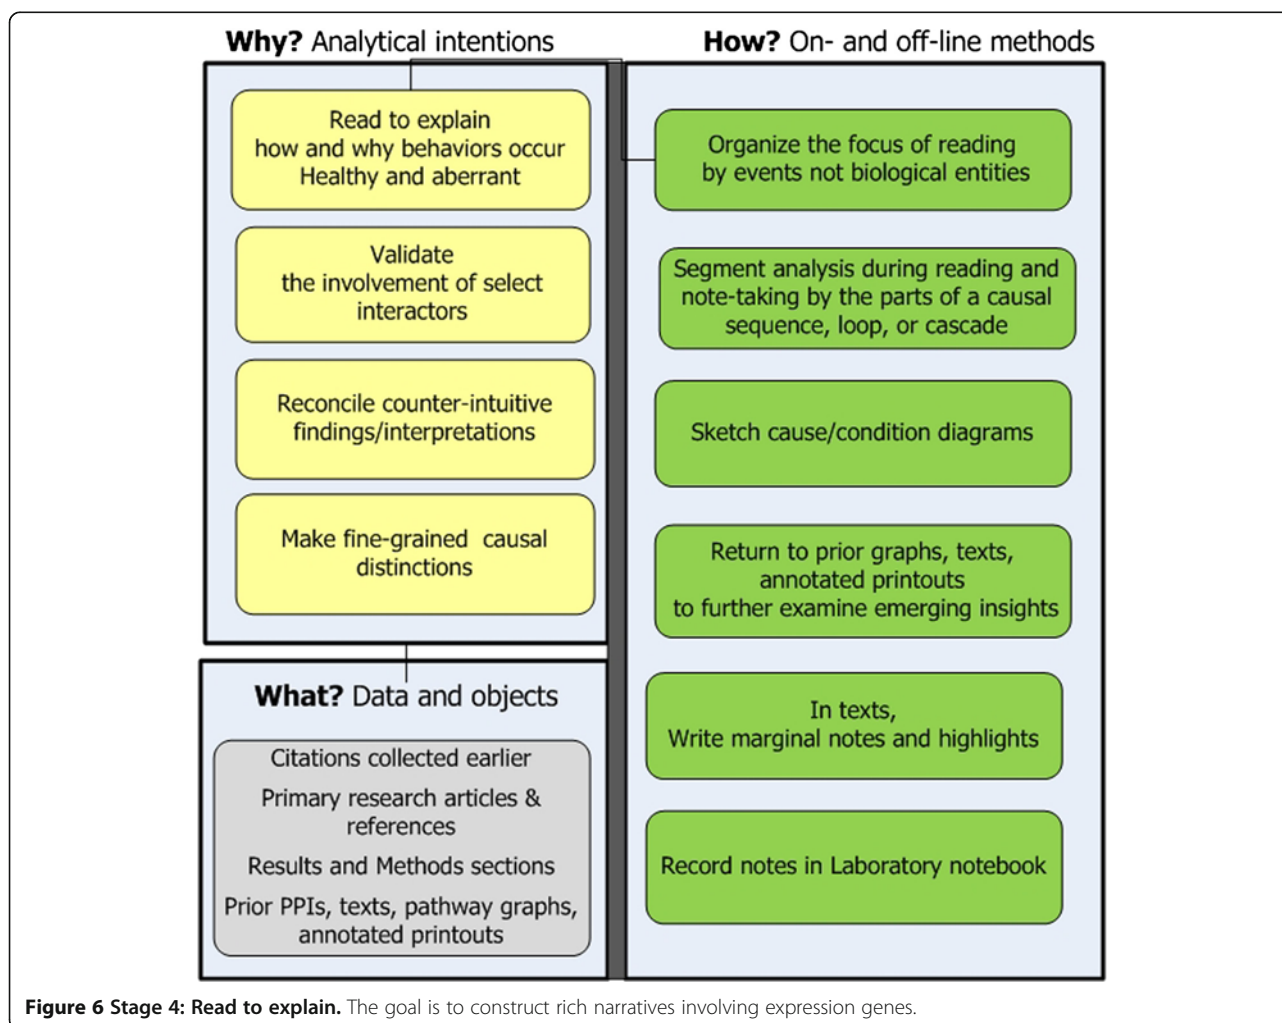 Why? Analytical intentions
Read to explain
how and why behaviors occur
Healthy and aberrant
Validate
the involvement of select
interactors
Reconcile counter-intuitive
findings/interpretations
Make fine-grained causal
distinctions
What? Data and objects
Citations collected earlier
Primary research articles &
references
Results and Methods sections
Prior PPIs, texts, pathway graphs,
annotated printouts
How? On- and off-line methods
Organize the focus of reading
by events not biological entities
Segment analysis during reading and
note-taking by the parts of a causal
sequence, loop, or cascade
Sketch cause/condition diagrams
Return to prior graphs, texts,
annotated printouts
to further examine emerging insights
In texts,
Write marginal notes and highlights
Record notes in Laboratory notebook
Figure 6 Stage 4: Read to explain. The goal is to construct rich narratives involving expression genes.